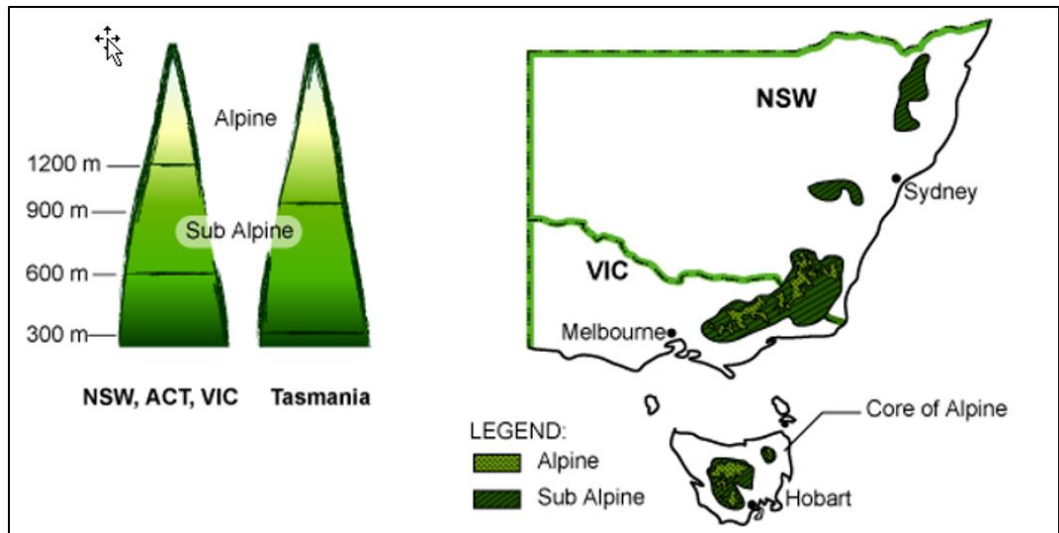 Alpine
1200 m
900 m
Sub Alpine
600 m
300 m
NSW, ACT, VIC
Tasmania
NSW
Sydney
VIC
Melbourne
Core of Alpine
LEGEND:
Alpine
Sub Alpine
Hobart